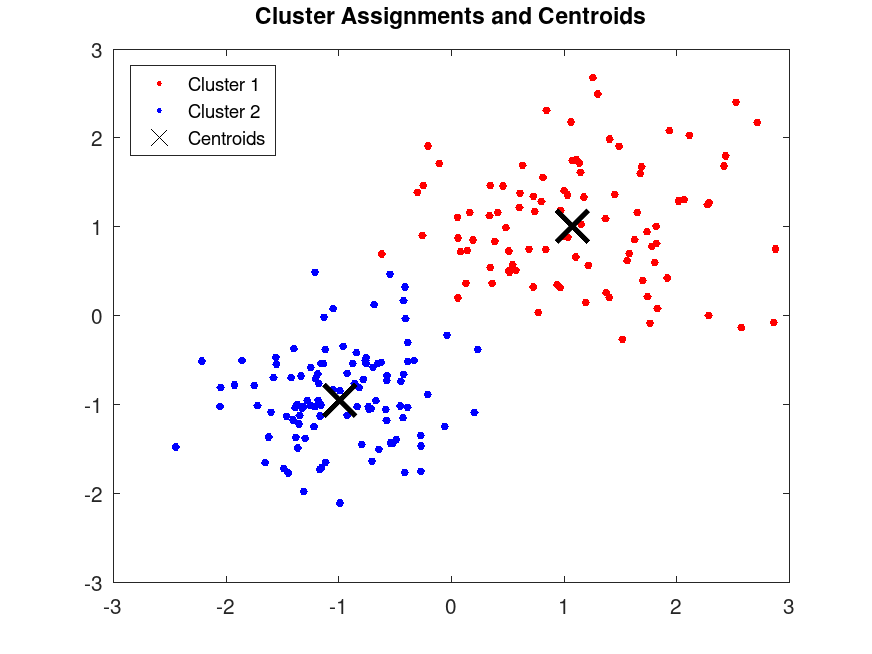 Cluster Assignments and Centroids
3
Cluster 1
Cluster 2
Centroids
2
1
0
-1
-2
-3
-3 -2 -1 0 1 2 3